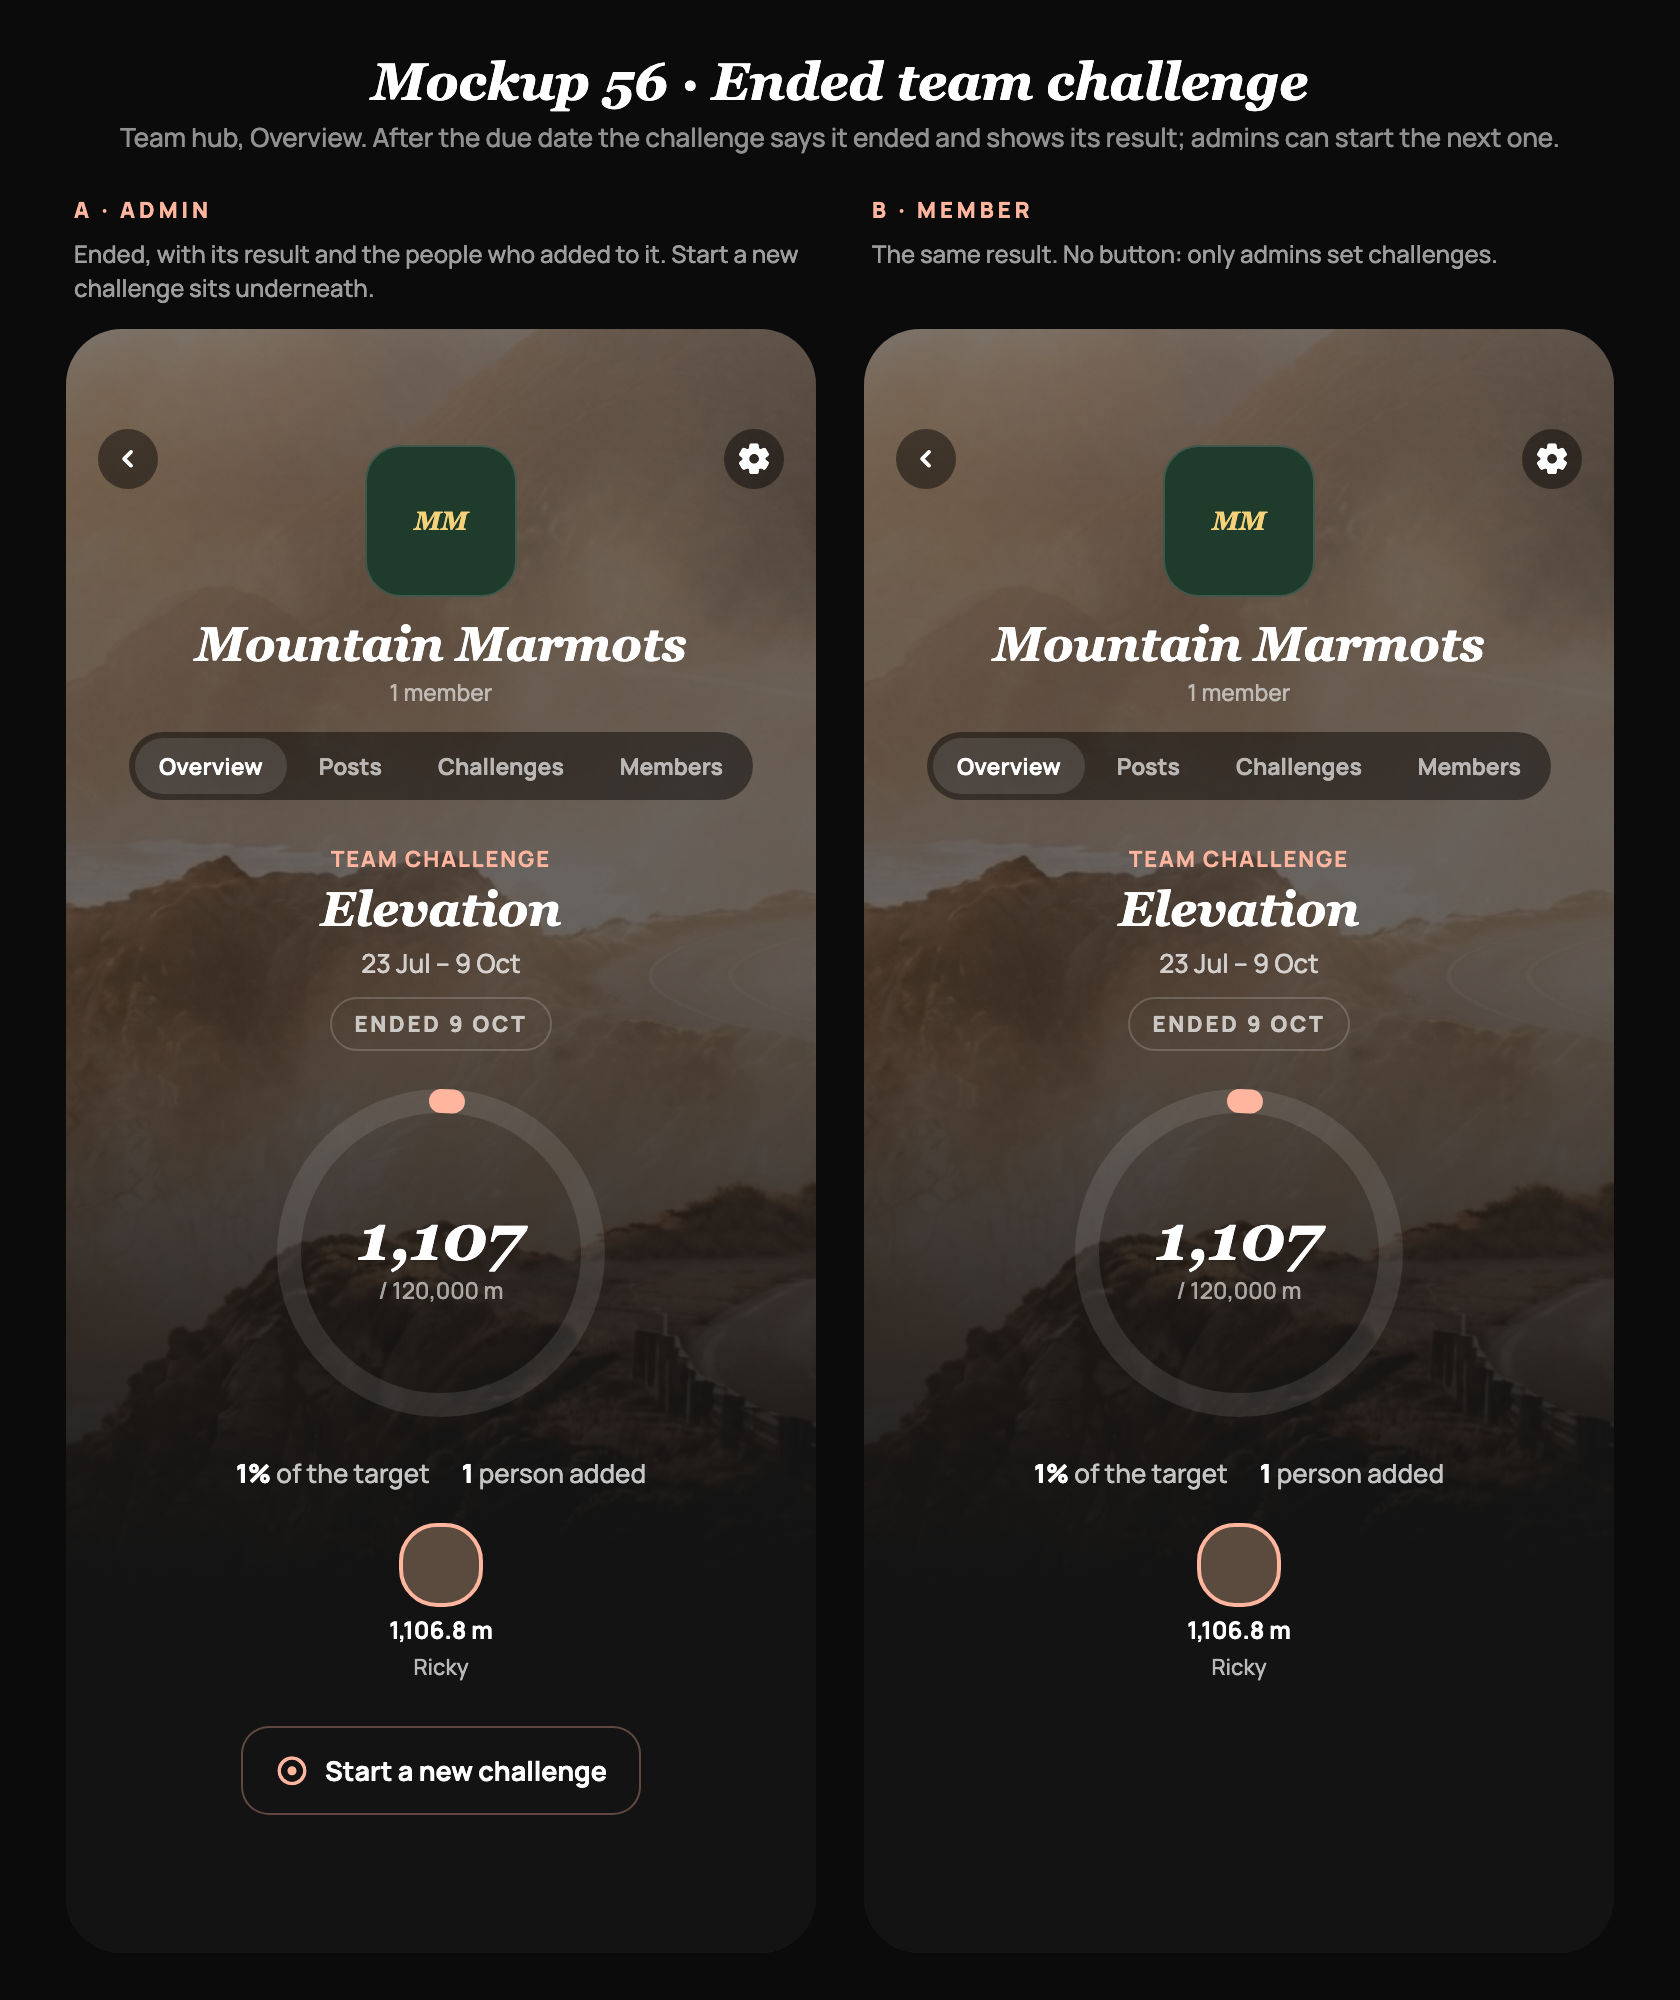 Mockup 56 · Ended team challenge
Team hub, Overview. After the due date the challenge says it ended and shows its result; admins can start the next one.
A · ADMIN
Ended, with its result and the people who added to it. Start a new
challenge sits underneath.
MM
Mountain Marmots
1 member
Overview Posts Challenges Members
TEAM CHALLENGE
Elevation
23 Jul – 9 Oct
ENDED 9 OCT
1,107
/ 120,000 m
1% of the target 1 person added
1,106.8 m
Ricky
Start a new challenge
B · MEMBER
The same result. No button: only admins set challenges.
MM
Mountain Marmots
1 member
Overview Posts Challenges Members
TEAM CHALLENGE
Elevation
23 Jul – 9 Oct
ENDED 9 OCT
1,107
/ 120,000 m
1% of the target 1 person added
1,106.8 m
Ricky